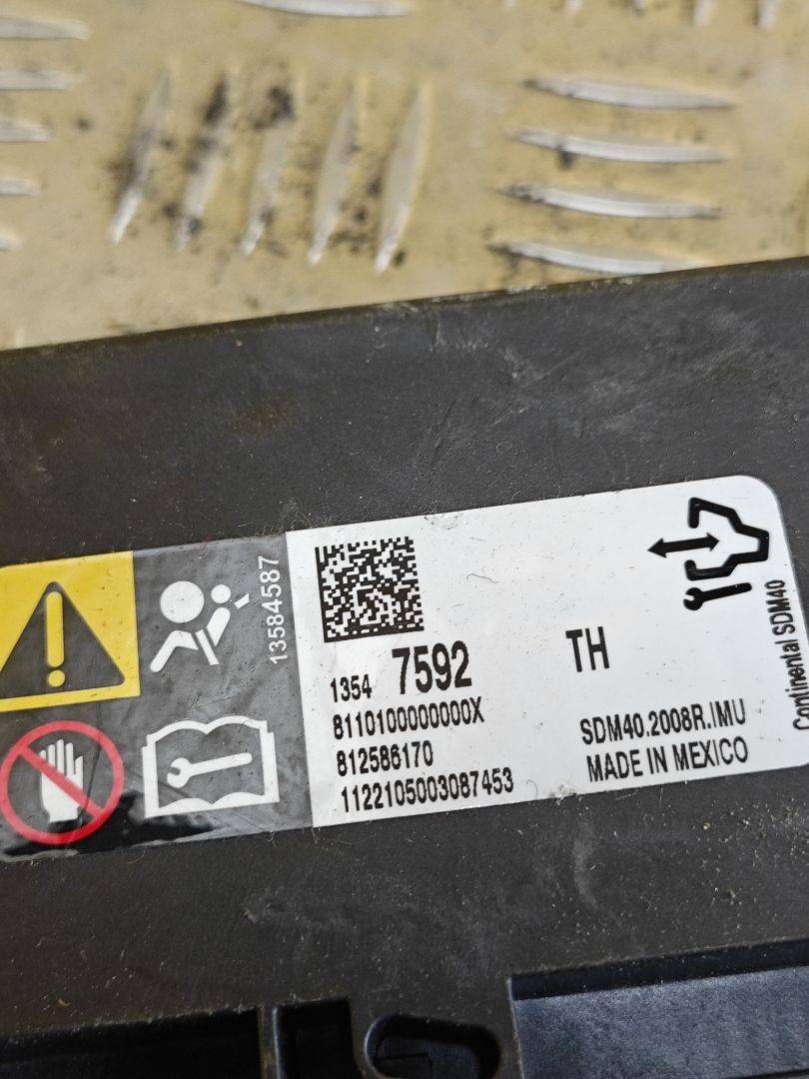 13584587
1354 7592
TH
8110100000000X
812586170
1122105003087453
SDM40.2008R.IMU
MADE IN MEXICO
Continental SDM40